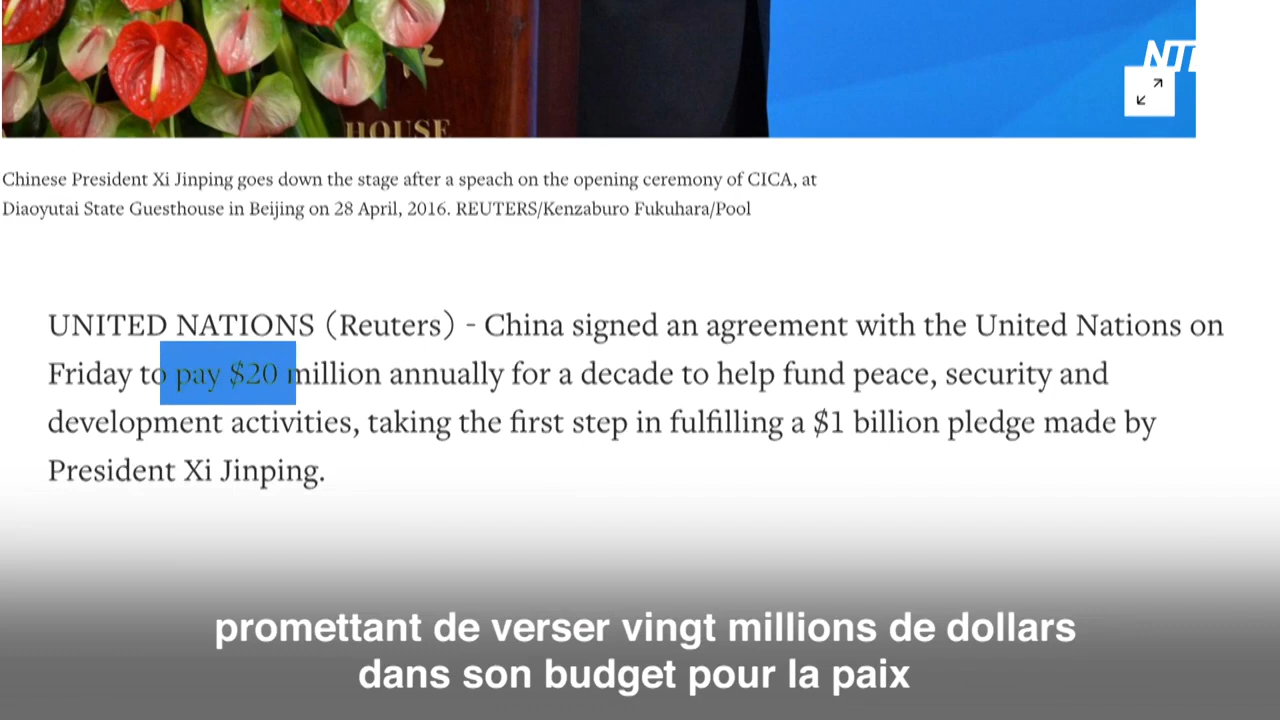 HOUSE
Chinese President Xi Jinping goes down the stage after a speach on the opening ceremony of CICA, at
Diaoyutai State Guesthouse in Beijing on 28 April, 2016. REUTERS/Kenzaburo Fukuhara/Pool
UNITED NATIONS (Reuters) - China signed an agreement with the United Nations on
Friday to pay $20 million annually for a decade to help fund peace, security and
development activities, taking the first step in fulfilling a $1 billion pledge made by
President Xi Jinping.
promettant de verser vingt millions de dollars
dans son budget pour la paix